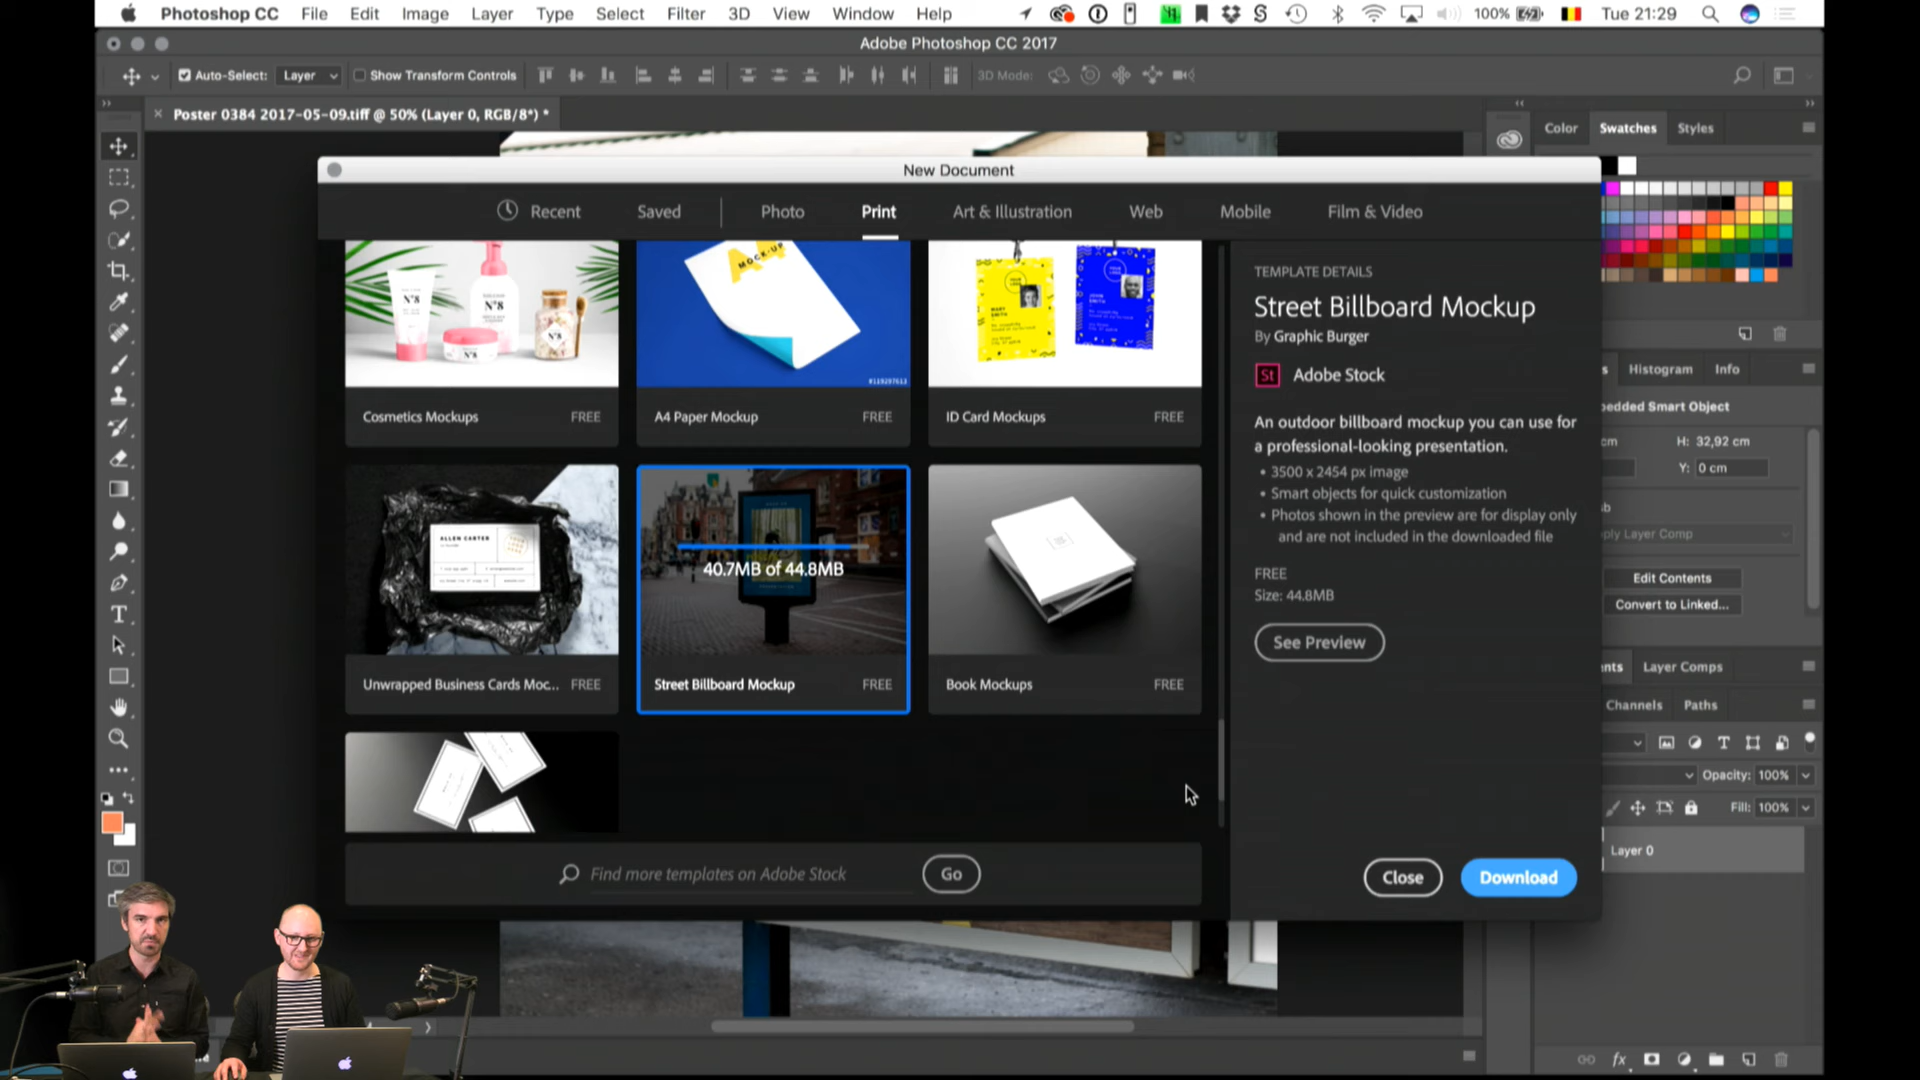 Photoshop CC File Edit Image Layer Type Select Filter 3D View Window Help 100% Tue 21:29
Adobe Photoshop CC 2017
Auto-Select: Layer Show Transform Controls 3D Mode:
Poster 0384 2017-05-09.tiff @ 50% (Layer 0, RGB/8*) *
Color Swatches Styles
New Document
Recent Saved Photo Print Art & Illustration Web Mobile Film & Video
N°8 N°8 N°8 N°8
A4 MOCK-UP
Cosmetics Mockups FREE
A4 Paper Mockup FREE
ID Card Mockups FREE
ALLEN CARTER
40.7MB of 44.8MB
Unwrapped Business Cards Moc... FREE
Street Billboard Mockup FREE
Book Mockups FREE
Find more templates on Adobe Stock Go
TEMPLATE DETAILS
Street Billboard Mockup
By Graphic Burger
St Adobe Stock
An outdoor billboard mockup you can use for
a professional-looking presentation.
• 3500 x 2454 px image
• Smart objects for quick customization
• Photos shown in the preview are for display only
and are not included in the downloaded file
FREE
Size: 44.8MB
See Preview
Close Download
s Histogram Info
bedded Smart Object
cm H: 32,92 cm
Y: 0 cm
b
ply Layer Comp
Edit Contents
Convert to Linked...
nts Layer Comps
Channels Paths
Opacity: 100%
Fill: 100%
Layer 0
fx